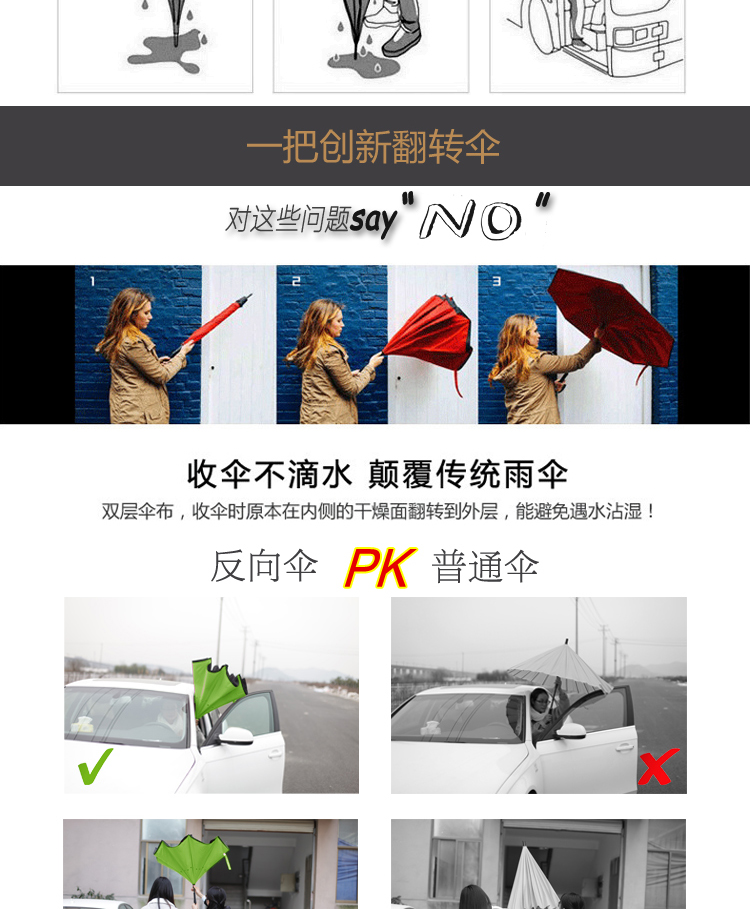 一把创新翻转伞
对这些问题say "NO"
1 2 3
收伞不滴水 颠覆传统雨伞
双层伞布，收伞时原本在内侧的干燥面翻转到外层，能避免遇水沾湿！
反向伞 PK 普通伞